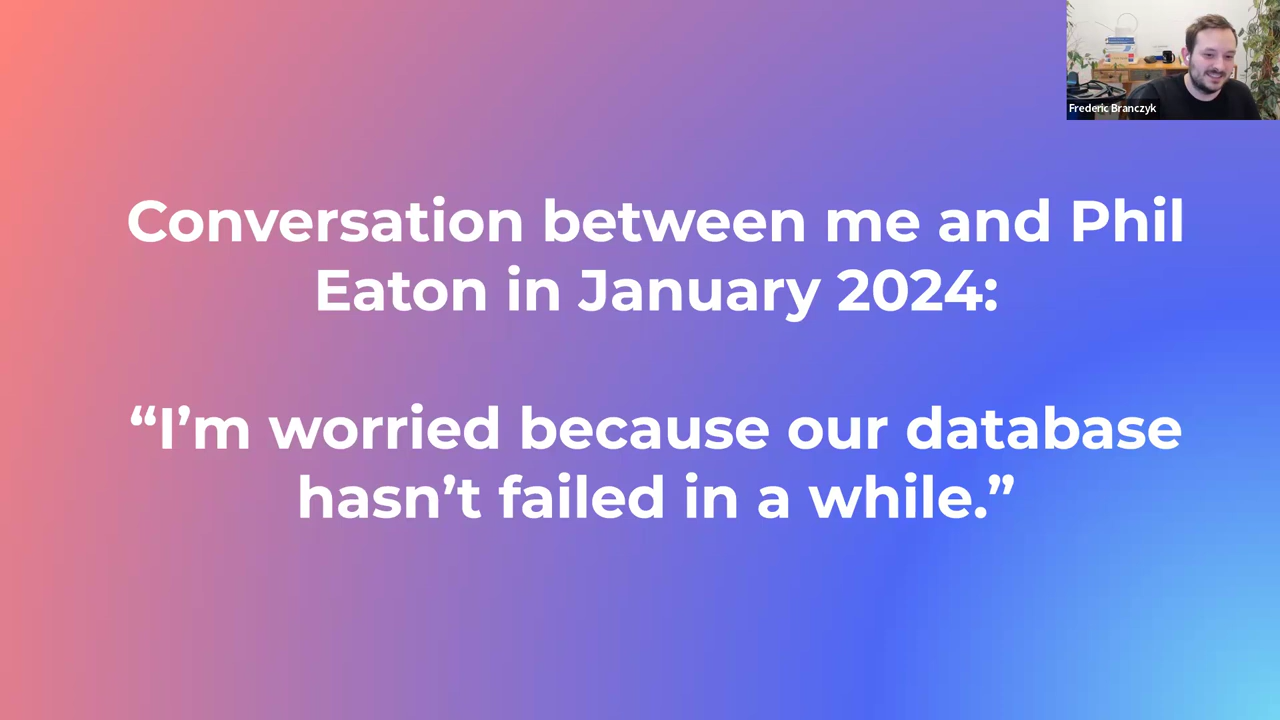 Frederic Branczyk
Conversation between me and Phil
Eaton in January 2024:
“I’m worried because our database
hasn’t failed in a while.”